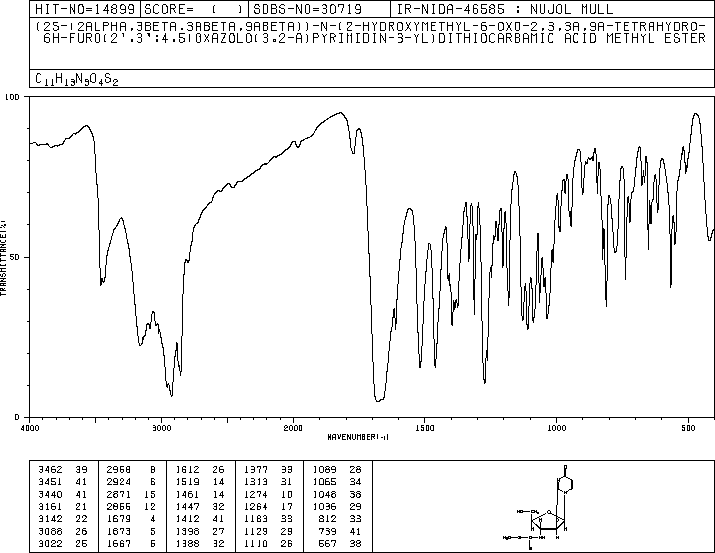 HIT-NO=14899 SCORE= ( ) SDBS-NO=30719 IR-NIDA-46585 : NUJOL MULL
(2S-(2ALPHA,3BETA,3ABETA,9ABETA))-N-(2-HYDROXYMETHYL-6-OXO-2,3,3A,9A-TETRAHYDRO-
6H-FURO(2',3':4,5)OXAZOLO(3,2-A)PYRIMIDIN-3-YL)DITHIOCARBAMIC ACID METHYL ESTER
C11H13N3O4S2
100
TRANSMITTANCE(%)
50
0
4000 3000 2000 1500 1000 500
WAVENUMBER(-1)
3462 39 2958 8 1612 26 1377 33 1089 28
3451 41 2924 6 1519 14 1313 31 1065 34
3440 41 2871 15 1461 14 1274 10 1048 38
3161 21 2855 12 1447 32 1264 17 1036 29
3142 22 1679 4 1412 41 1183 33 812 33
3088 26 1673 5 1398 27 1129 29 739 41
3022 25 1667 5 1388 32 1110 26 567 38